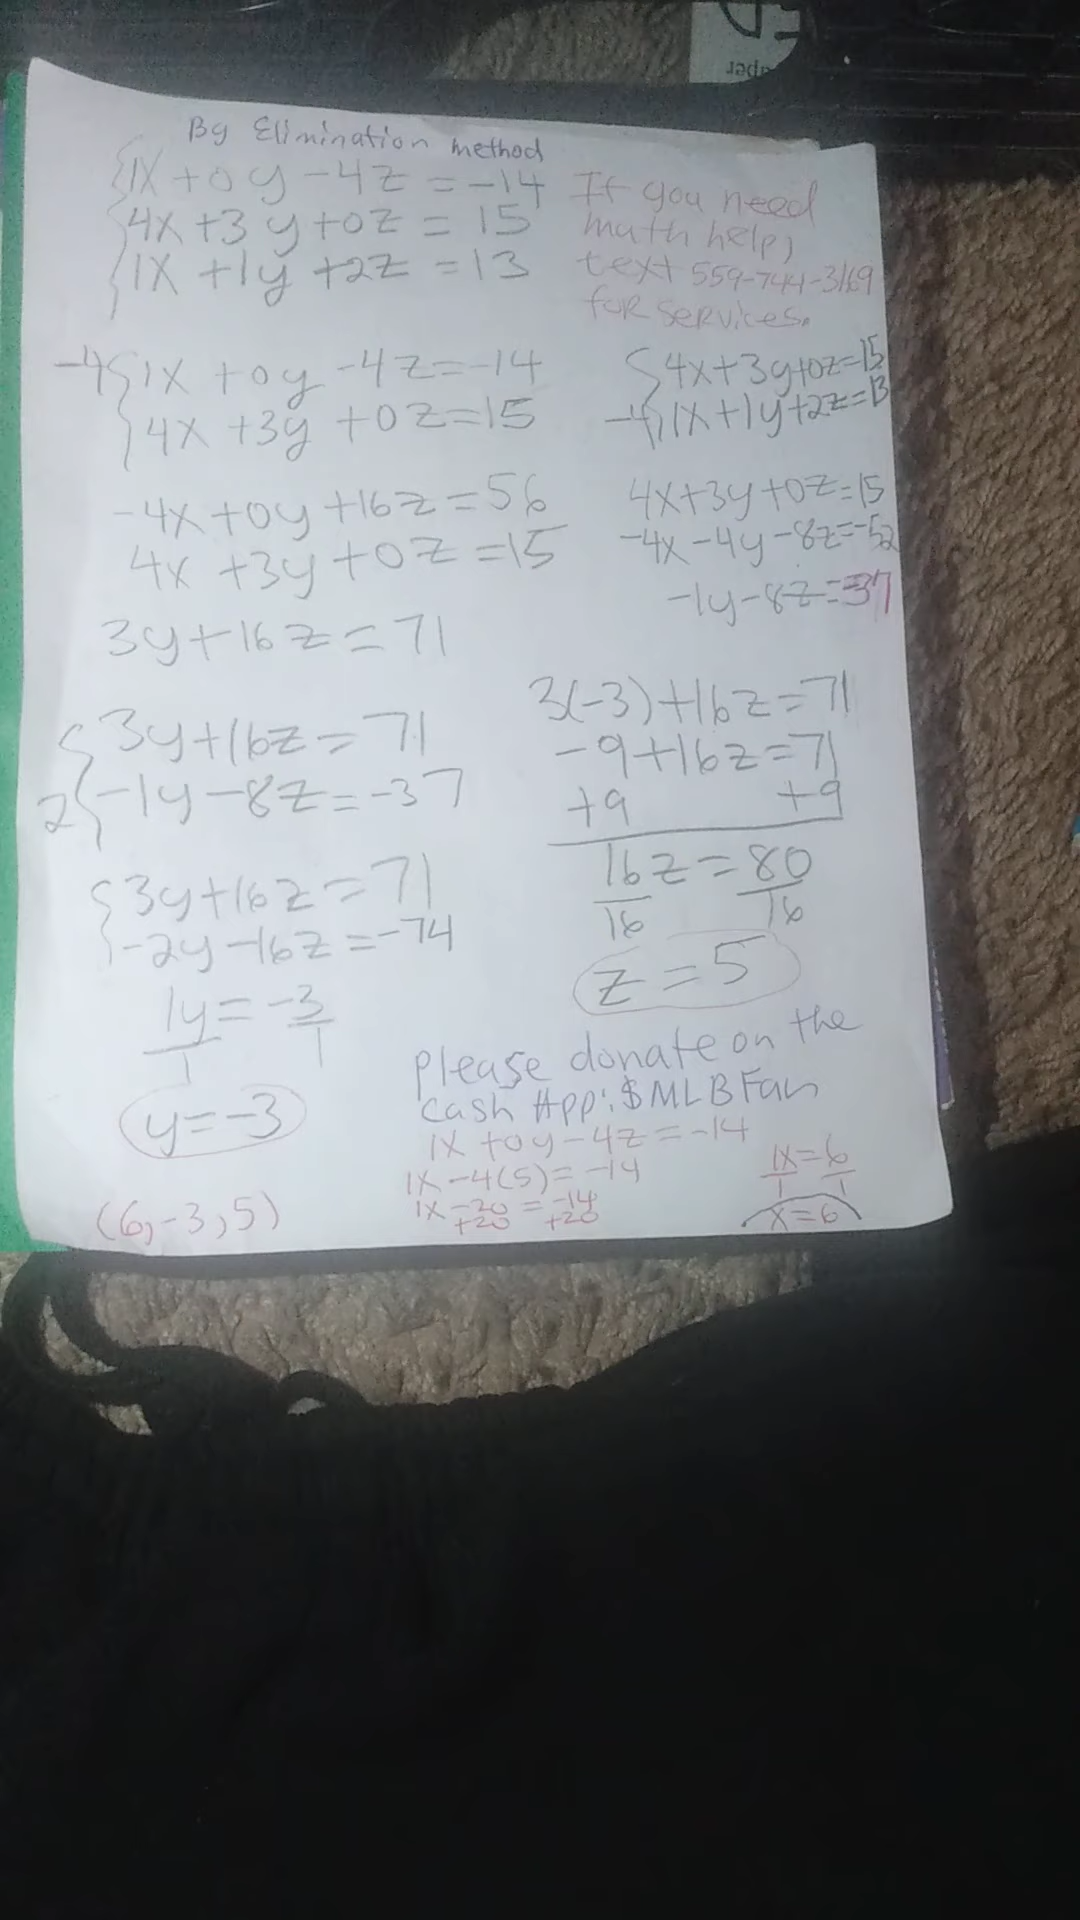 By Elimination method
1x + 0y - 4z = -14
4x + 3y + 0z = 15
1x + 1y + 2z = 13
If you need
math help,
text 559-744-3169
for services.
-4 1x + 0y - 4z = -14
4x + 3y + 0z = 15
-4x + 0y + 16z = 56
4x + 3y + 0z = 15
3y + 16z = 71
4x + 3y + 0z = 15
-4 1x + 1y + 2z = 13
4x + 3y + 0z = 15
-4x - 4y - 8z = -52
-1y - 8z = -37
3y + 16z = 71
2 -1y - 8z = -37
3y + 16z = 71
-2y - 16z = -74
1y = -3
1 1
y = -3
3(-3) + 16z = 71
-9 + 16z = 71
+9 +9
16z = 80
16 16
z = 5
Please donate on the
Cash App: $MLBFan
1x + 0y - 4z = -14
1x - 4(5) = -14
1x - 20 = -14
+20 +20
1x = 6
1 1
x = 6
(6, -3, 5)